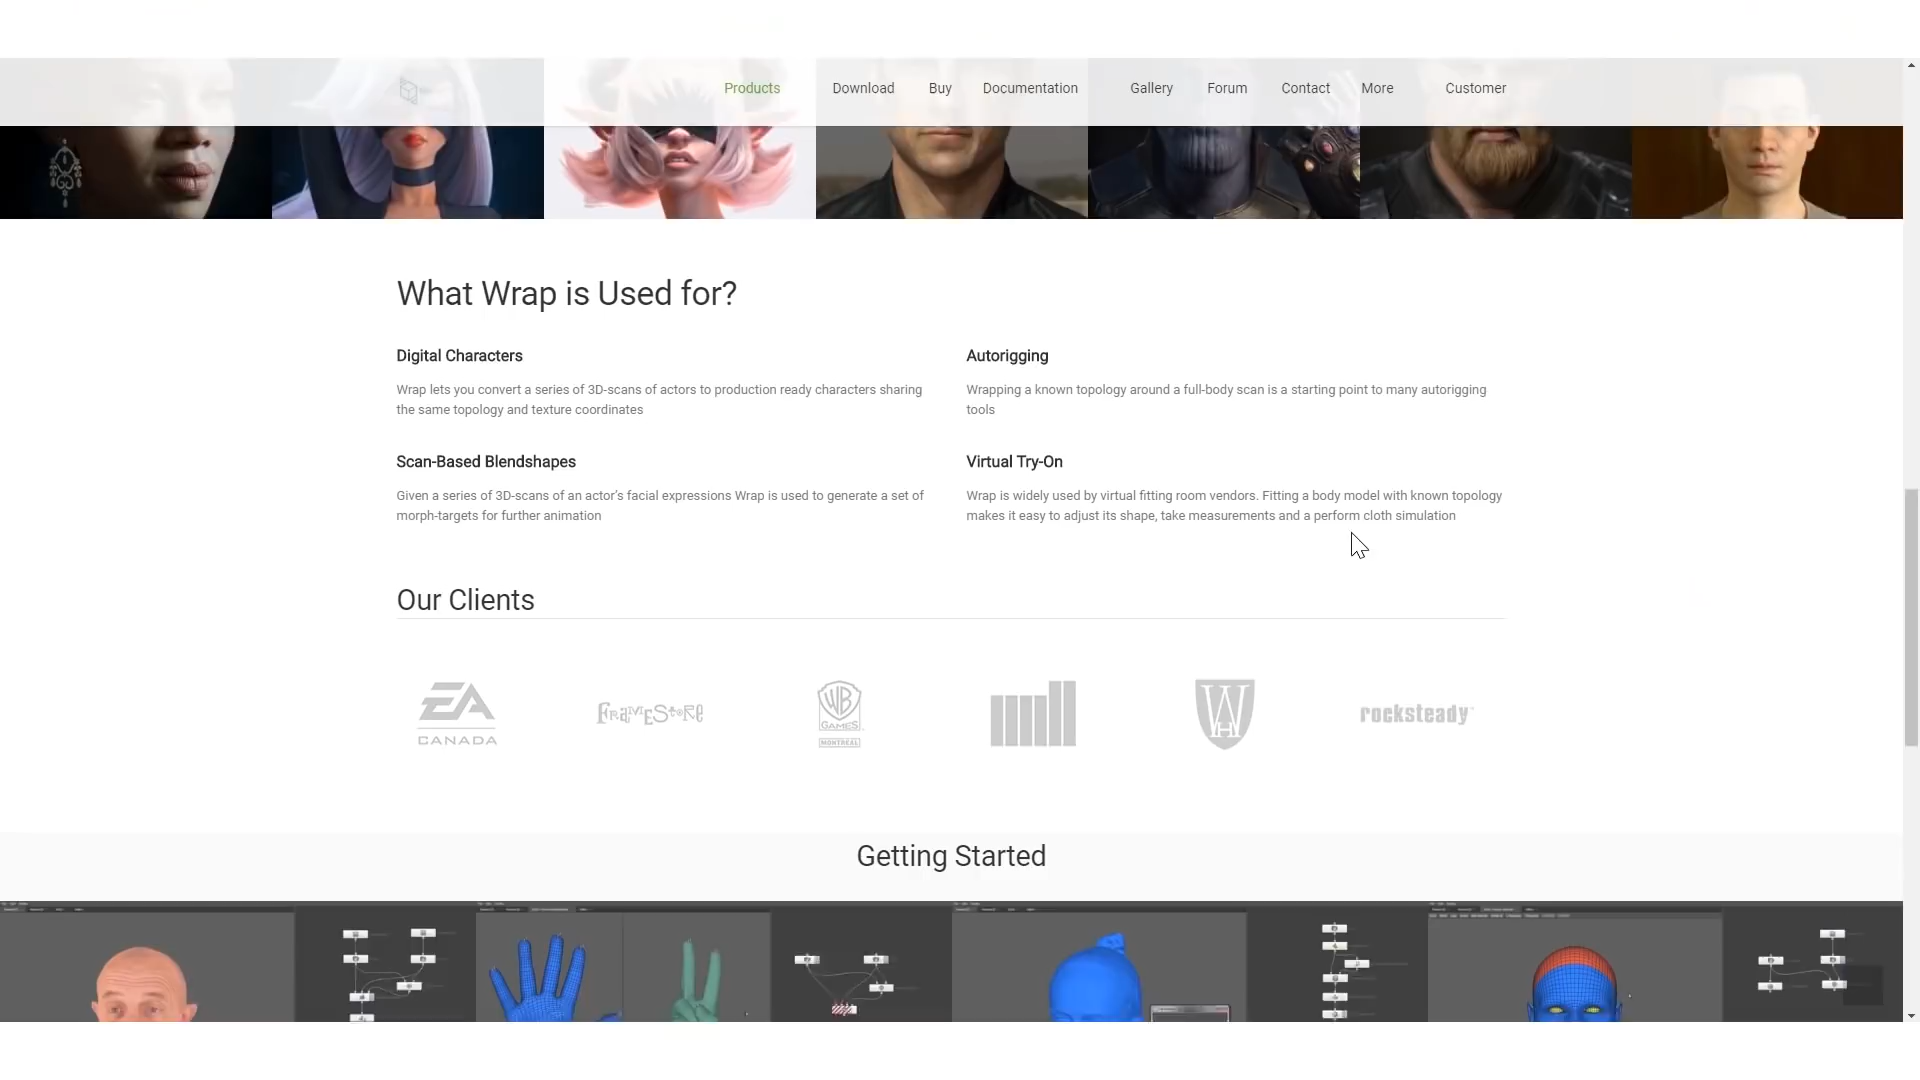 Products Download Buy Documentation Gallery Forum Contact More Customer
What Wrap is Used for?
Digital Characters
Wrap lets you convert a series of 3D-scans of actors to production ready characters sharing
the same topology and texture coordinates
Autorigging
Wrapping a known topology around a full-body scan is a starting point to many autorigging
tools
Scan-Based Blendshapes
Given a series of 3D-scans of an actor’s facial expressions Wrap is used to generate a set of
morph-targets for further animation
Virtual Try-On
Wrap is widely used by virtual fitting room vendors. Fitting a body model with known topology
makes it easy to adjust its shape, take measurements and a perform cloth simulation
Our Clients
EA
CANADA
FRAMESTORE
WB
GAMES
MONTREAL
WH
rocksteady
Getting Started